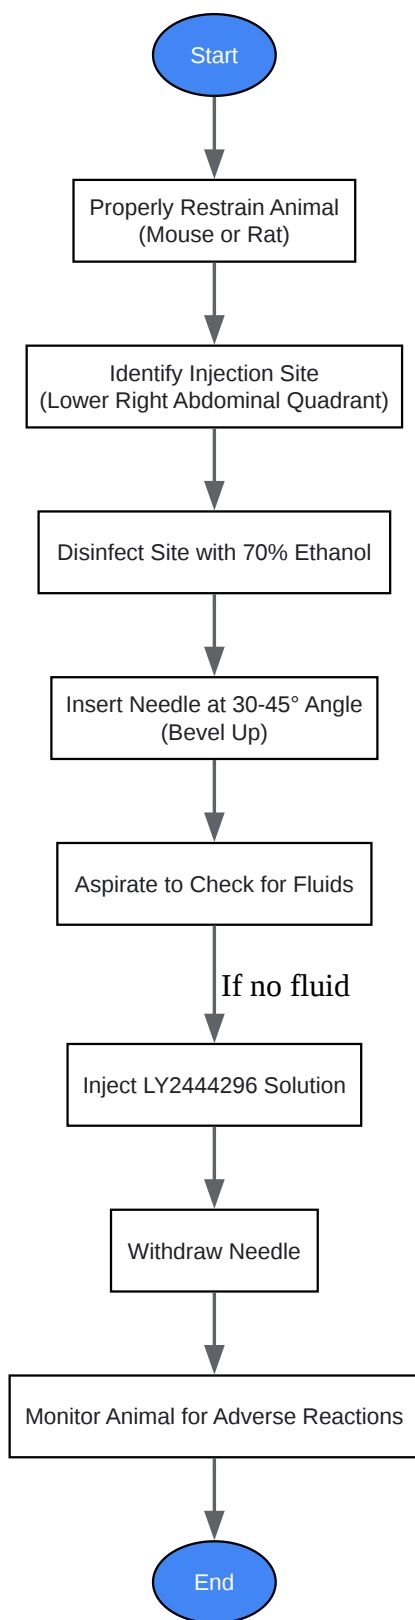 Start
Properly Restrain Animal
(Mouse or Rat)
Identify Injection Site
(Lower Right Abdominal Quadrant)
Disinfect Site with 70% Ethanol
Insert Needle at 30-45° Angle
(Bevel Up)
Aspirate to Check for Fluids
If no fluid
Inject LY2444296 Solution
Withdraw Needle
Monitor Animal for Adverse Reactions
End